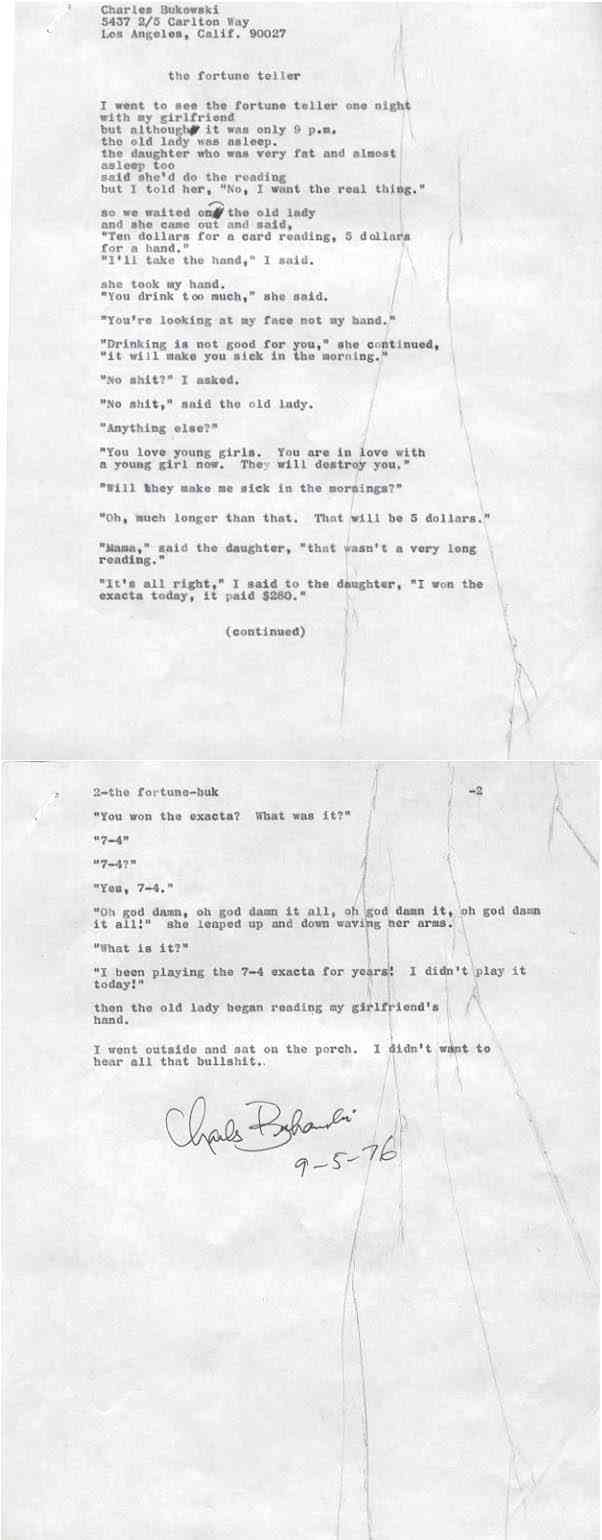 Charles Bukowski
5437 2/5 Carlton Way
Los Angeles, Calif. 90027
the fortune teller
I went to see the fortune teller one night
with my girlfriend
but although it was only 9 p.m.
the old lady was asleep.
the daughter who was very fat and almost
asleep too
said she'd do the reading
but I told her, "No, I want the real thing."
so we waited on the old lady
and she came out and said,
"Ten dollars for a card reading, 5 dollars
for a hand."
"I'll take the hand," I said.
she took my hand.
"You drink too much," she said.
"You're looking at my face not my hand."
"Drinking is not good for you," she continued,
"it will make you sick in the morning."
"No shit?" I asked.
"No shit," said the old lady.
"Anything else?"
"You love young girls.  You are in love with
a young girl now.  They will destroy you."
"Will they make me sick in the mornings?"
"Oh, much longer than that.  That will be 5 dollars."
"Mama," said the daughter, "that wasn't a very long
reading."
"It's all right," I said to the daughter, "I won the
exacta today, it paid $280."
(continued)
2-the fortune-buk -2
"You won the exacta?  What was it?"
"7-4"
"7-4?"
"Yes, 7-4."
"Oh god damn, oh god damn it all, oh god damn it, oh god damn
it all!"  she leaped up and down waving her arms.
"What is it?"
"I been playing the 7-4 exacta for years!  I didn't play it
today!"
then the old lady began reading my girlfriend's
hand.
I went outside and sat on the porch.  I didn't want to
hear all that bullshit.
Charles Bukowski
9-5-76